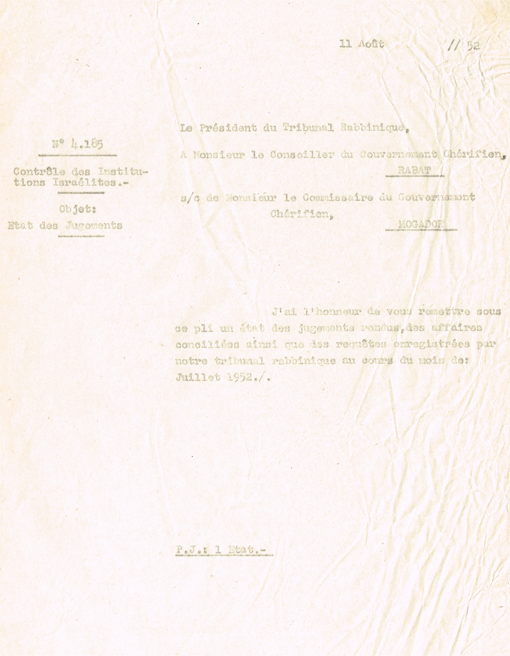 11 Août // 52
Le Président du Tribunal Rabbinique,
N° 4.185
A Monsieur le Conseiller du Gouvernement Chérifien,
RABAT
Contrôle des Institu-
tions Israélites.-
s/c de Monsieur le Commissaire du Gouvernement
Chérifien,
MOGADOR
Objet:
Etat des Jugements
J'ai l'honneur de vous remettre sous
ce pli un état des jugements rendus,des affaires
conciliées ainsi que des requêtes enregistrées par
notre tribunal rabbinique au cours du mois de:
Juillet 1952./.
P.J.: 1 Etat.-